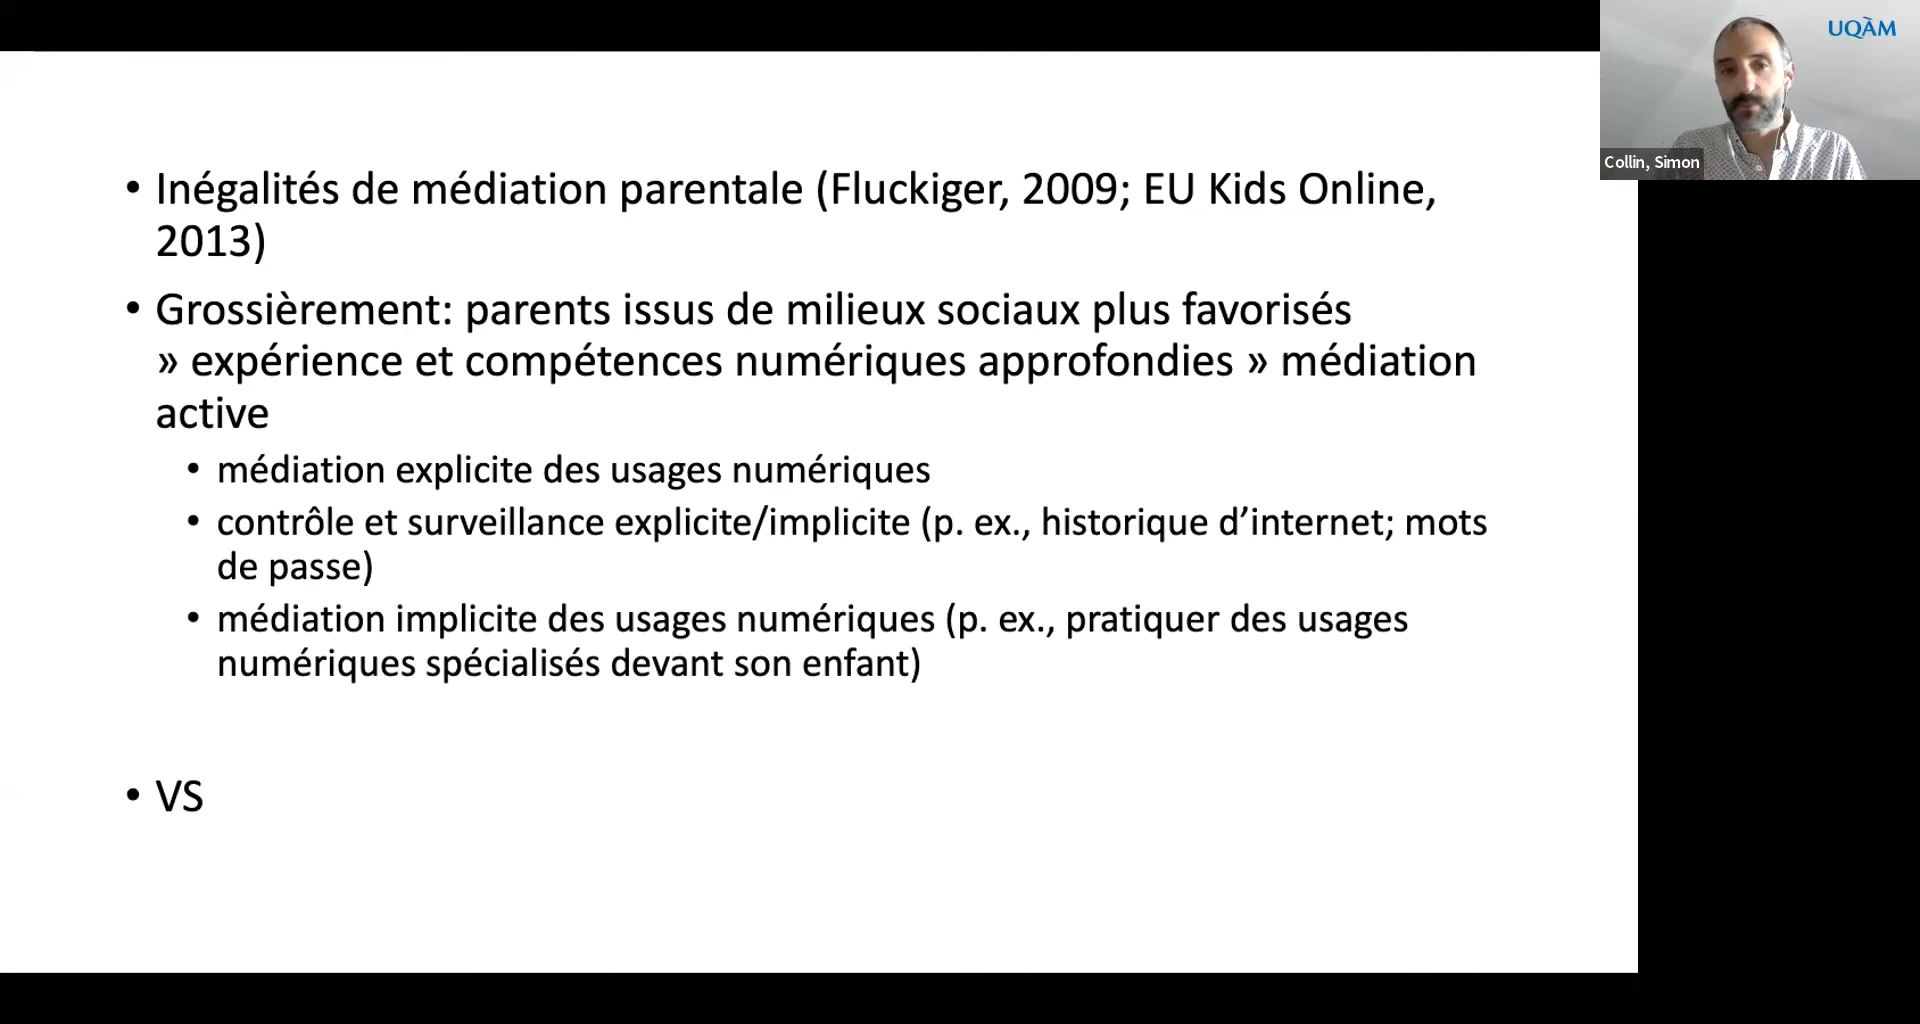 UQÀM
Collin, Simon
• Inégalités de médiation parentale (Fluckiger, 2009; EU Kids Online,
2013)
• Grossièrement: parents issus de milieux sociaux plus favorisés
» expérience et compétences numériques approfondies » médiation
active
• médiation explicite des usages numériques
• contrôle et surveillance explicite/implicite (p. ex., historique d’internet; mots
de passe)
• médiation implicite des usages numériques (p. ex., pratiquer des usages
numériques spécialisés devant son enfant)
• VS